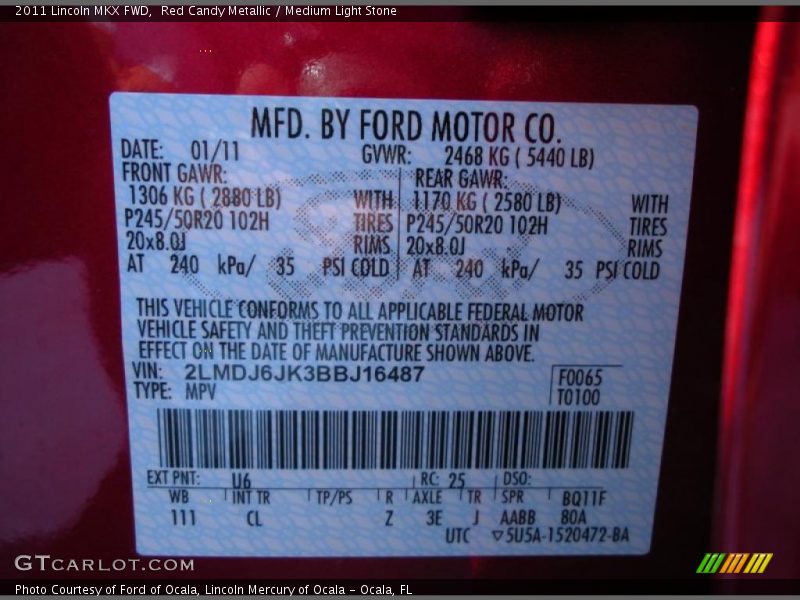 2011 Lincoln MKX FWD,  Red Candy Metallic / Medium Light Stone
MFD. BY FORD MOTOR CO.
DATE: 01/11 GVWR: 2468 KG ( 5440 LB)
FRONT GAWR: REAR GAWR:
1306 KG ( 2880 LB) WITH 1170 KG ( 2580 LB) WITH
P245/50R20 102H TIRES P245/50R20 102H TIRES
20x8.0J RIMS 20x8.0J RIMS
AT 240 kPa/ 35 PSI COLD AT 240 kPa/ 35 PSI COLD
THIS VEHICLE CONFORMS TO ALL APPLICABLE FEDERAL MOTOR
VEHICLE SAFETY AND THEFT PREVENTION STANDARDS IN
EFFECT ON THE DATE OF MANUFACTURE SHOWN ABOVE.
VIN: 2LMDJ6JK3BBJ16487 F0065
TYPE: MPV T0100
EXT PNT: U6 RC: 25 DSO:
WB INT TR TP/PS R AXLE TR SPR BQ11F
111 CL Z 3E J AABB 80A
UTC ▽5U5A-1520472-BA
GTCARLOT.COM
Photo Courtesy of Ford of Ocala, Lincoln Mercury of Ocala - Ocala, FL